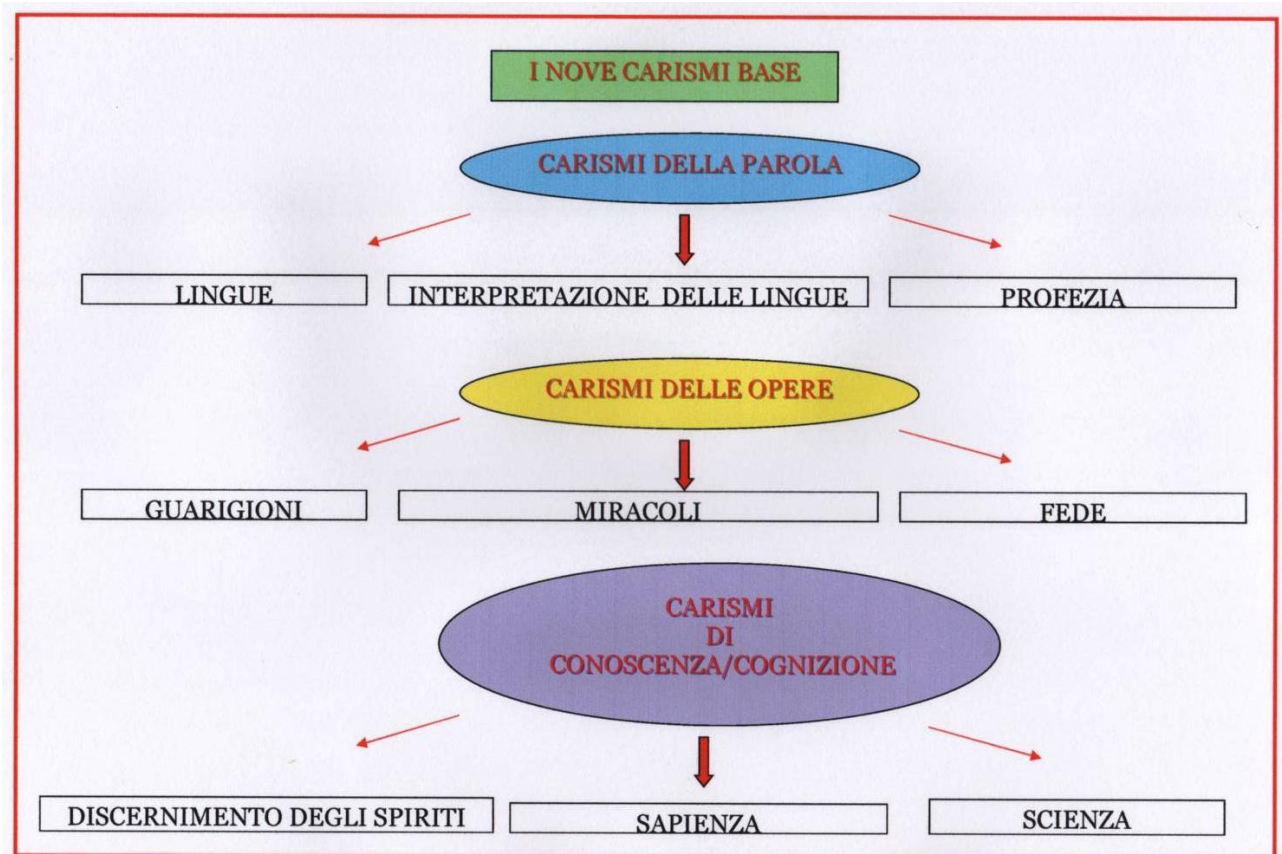 I NOVE CARISMI BASE
CARISMI DELLA PAROLA
LINGUE
INTERPRETAZIONE DELLE LINGUE
PROFEZIA
CARISMI DELLE OPERE
GUARIGIONI
MIRACOLI
FEDE
CARISMI
DI
CONOSCENZA/COGNIZIONE
DISCERNIMENTO DEGLI SPIRITI
SAPIENZA
SCIENZA